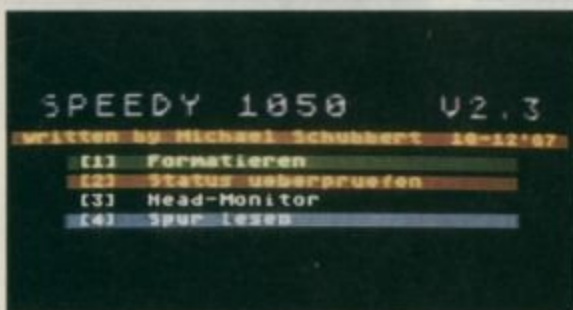 SPEEDY 1050 V2.3
written by Michael Schubbert 10-12'87
[1] Formatieren
[2] Status ueberpruefen
[3] Head-Monitor
[4] Spur lesen